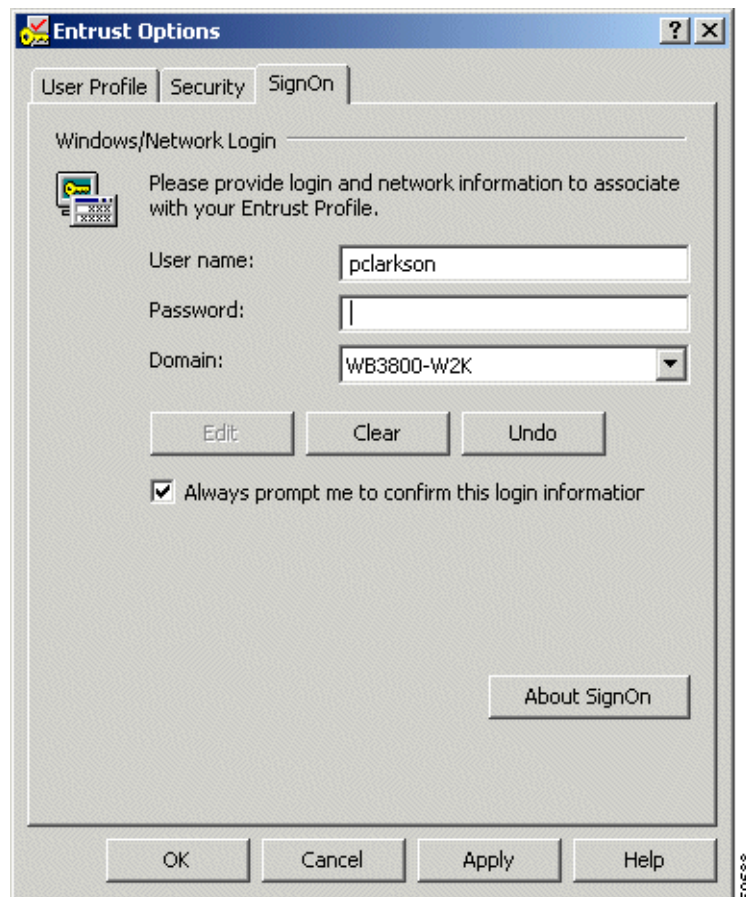 Entrust Options
User Profile
Security
SignOn
Windows/Network Login
Please provide login and network information to associate
with your Entrust Profile.
User name:
pclarkson
Password:
Domain:
WB3800-W2K
Edit
Clear
Undo
Always prompt me to confirm this login information
About SignOn
OK
Cancel
Apply
Help